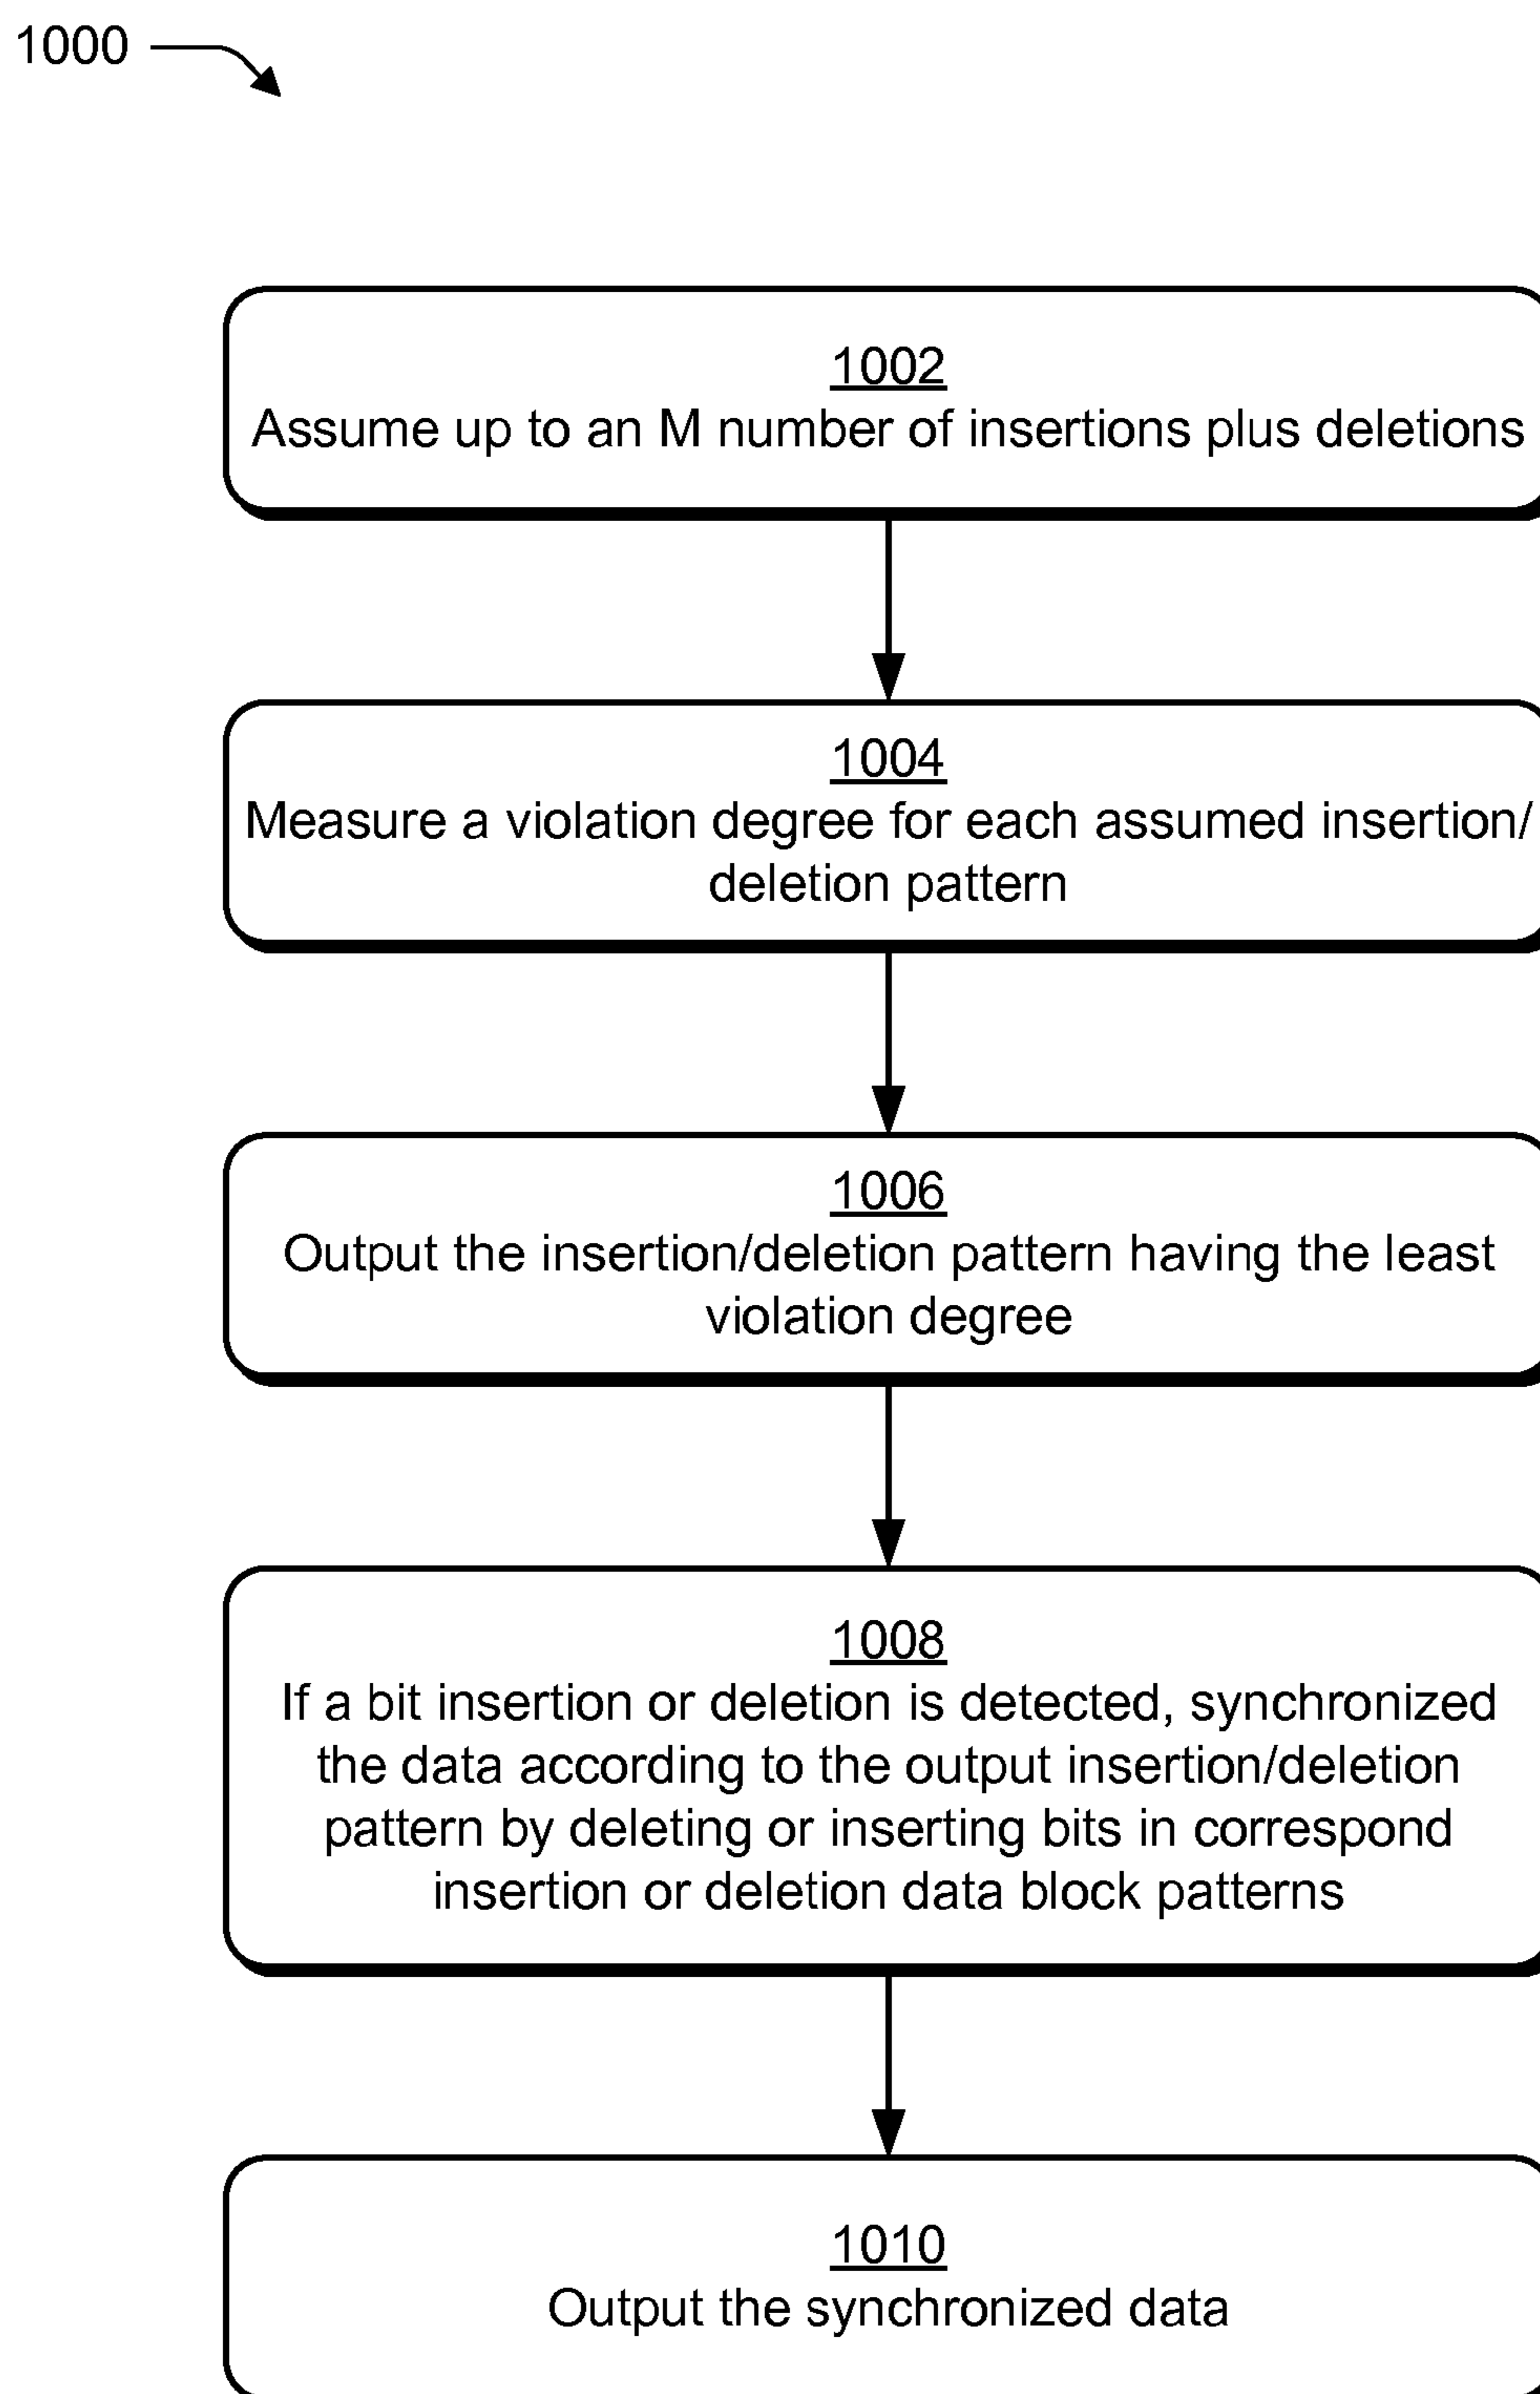 1000
1002
Assume up to an M number of insertions plus deletions
1004
Measure a violation degree for each assumed insertion/
deletion pattern
1006
Output the insertion/deletion pattern having the least
violation degree
1008
If a bit insertion or deletion is detected, synchronized
the data according to the output insertion/deletion
pattern by deleting or inserting bits in correspond
insertion or deletion data block patterns
1010
Output the synchronized data